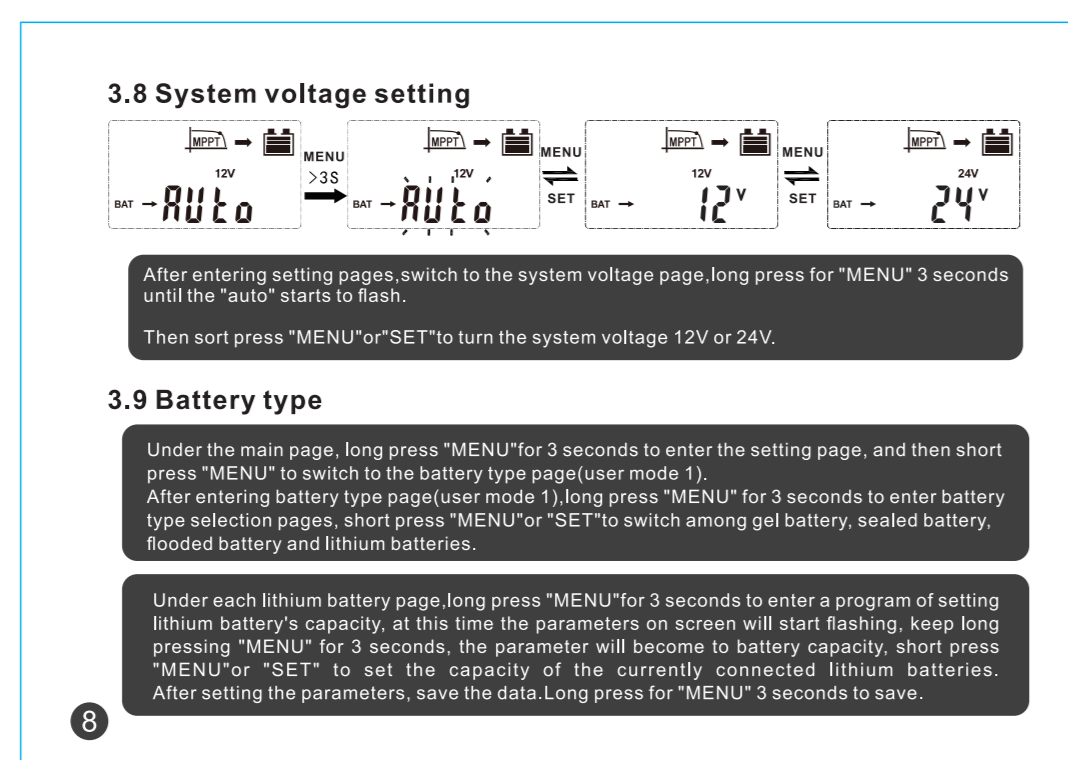 3.8 System voltage setting
MPPT MPPT MPPT MPPT
MENU MENU MENU
12V 12V 12V 24V
>3S
BAT AUto BAT AUto SET BAT 12V SET BAT 24V
After entering setting pages,switch to the system voltage page,long press for "MENU" 3 seconds
until the "auto" starts to flash.
Then sort press "MENU"or"SET"to turn the system voltage 12V or 24V.
3.9 Battery type
Under the main page, long press "MENU"for 3 seconds to enter the setting page, and then short
press "MENU" to switch to the battery type page(user mode 1).
After entering battery type page(user mode 1),long press "MENU" for 3 seconds to enter battery
type selection pages, short press "MENU"or "SET"to switch among gel battery, sealed battery,
flooded battery and lithium batteries.
Under each lithium battery page,long press "MENU"for 3 seconds to enter a program of setting
lithium battery's capacity, at this time the parameters on screen will start flashing, keep long
pressing "MENU" for 3 seconds, the parameter will become to battery capacity, short press
"MENU"or "SET" to set the capacity of the currently connected lithium batteries.
After setting the parameters, save the data.Long press for "MENU" 3 seconds to save.
8